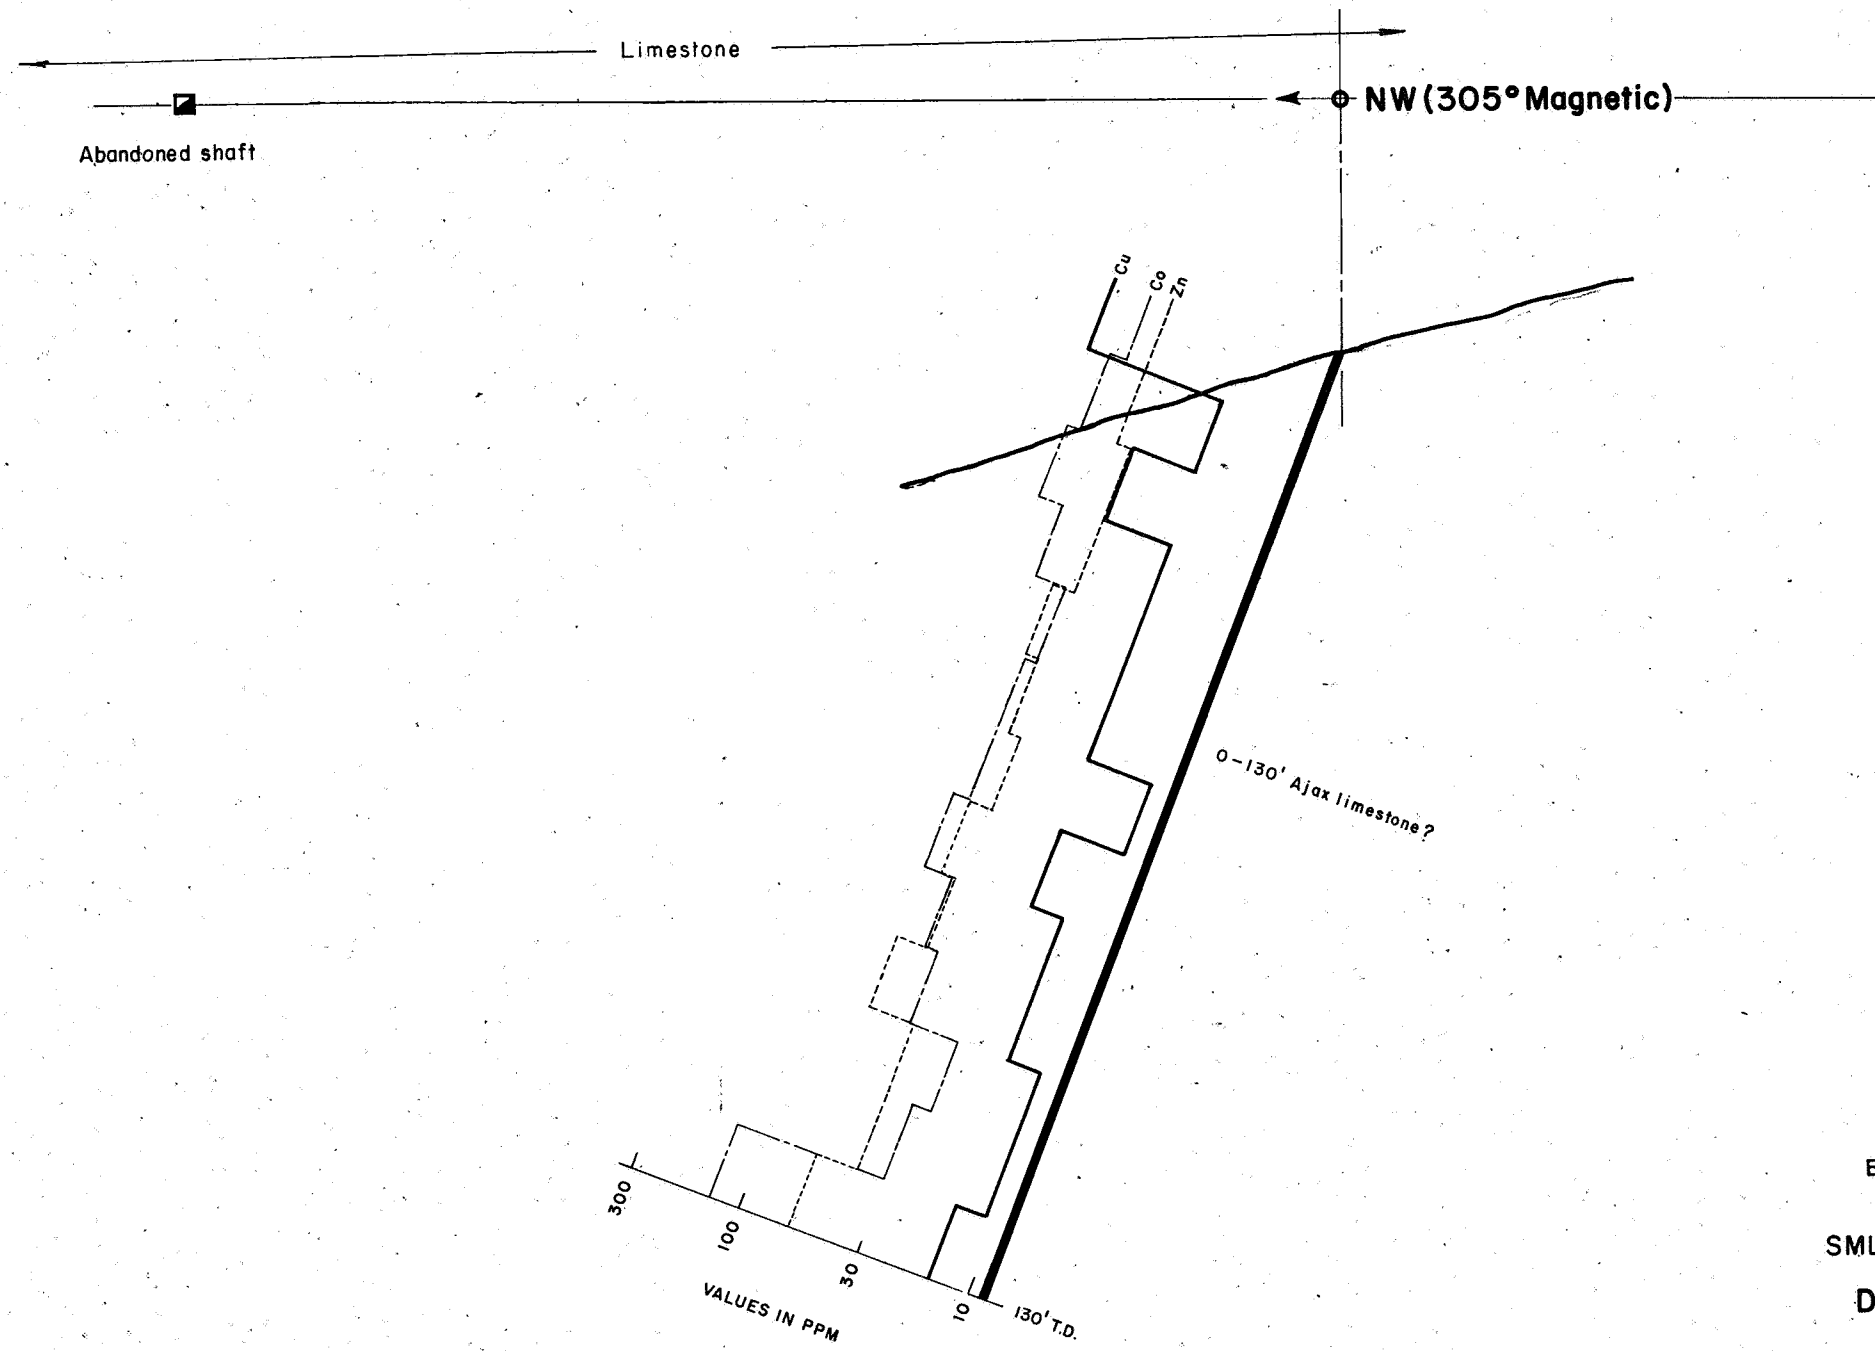 Limestone
NW (305° Magnetic)
Abandoned shaft
Cu
Co
Zn
0-130' Ajax limestone?
300
100
30
10
130' T.D.
VALUES IN PPM
E
SML
D